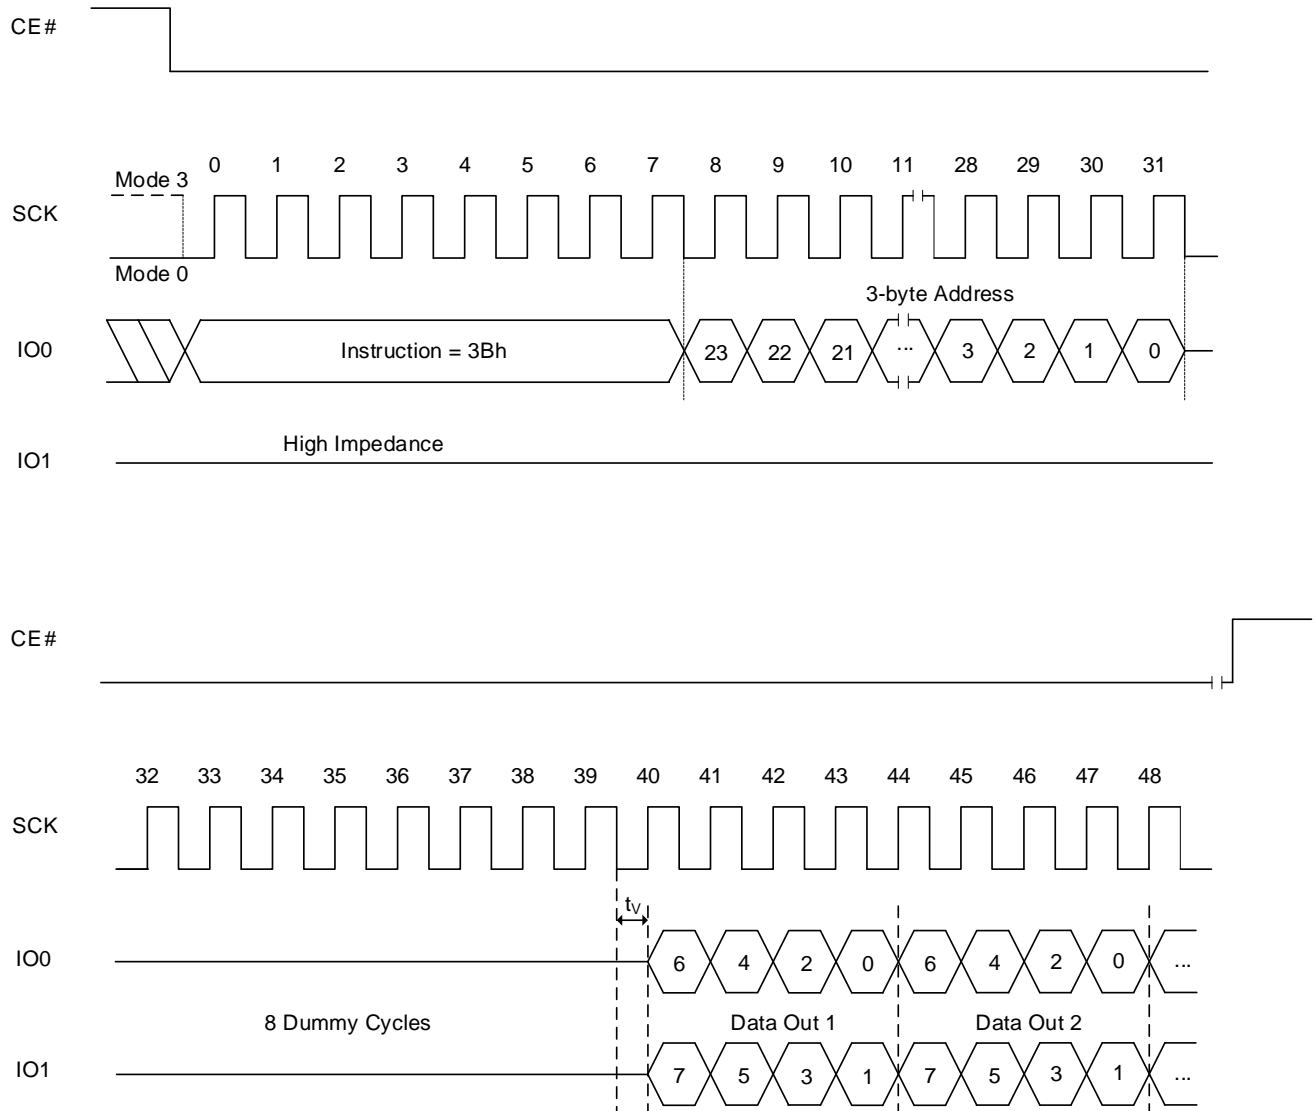 CE#
0 1 2 3 4 5 6 7 8 9 10 11 28 29 30 31
Mode 3
SCK
Mode 0
3-byte Address
IO0 Instruction = 3Bh 23 22 21 ... 3 2 1 0
High Impedance
IO1
CE#
32 33 34 35 36 37 38 39 40 41 42 43 44 45 46 47 48
SCK
tV
IO0 6 4 2 0 6 4 2 0 ...
8 Dummy Cycles Data Out 1 Data Out 2
IO1 7 5 3 1 7 5 3 1 ...